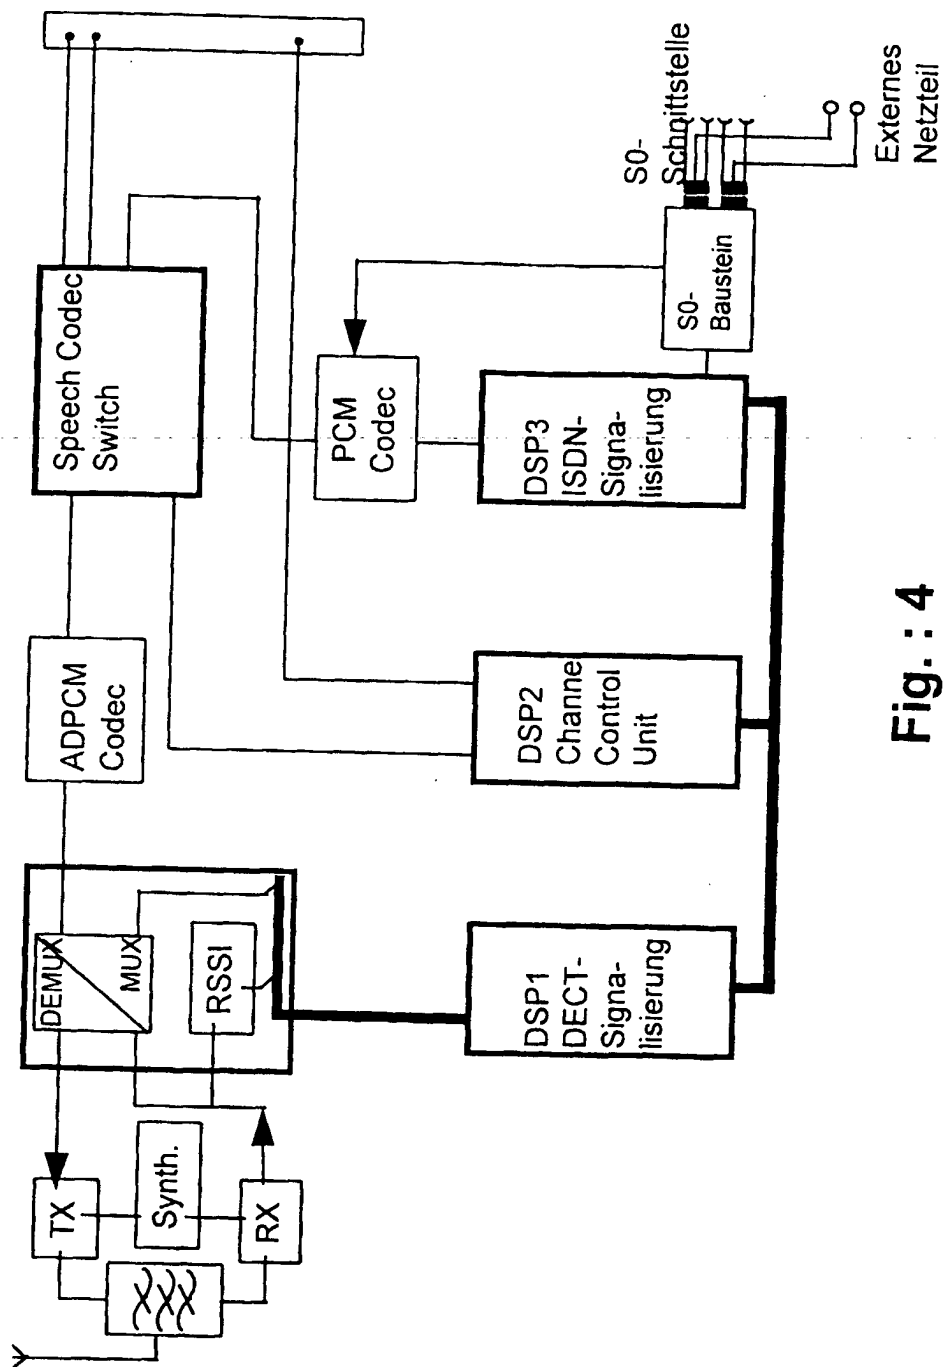 TX
Synth.
RX
DEMUX
MUX
RSSI
ADPCM
Codec
Speech Codec
Switch
DSP1
DECT-
Signa-
lisierung
DSP2
Channel
Control
Unit
DSP3
ISDN-
Signa-
lisierung
PCM
Codec
S0-
Baustein
S0-
Schnittstelle
Externes
Netzteil
Fig. : 4